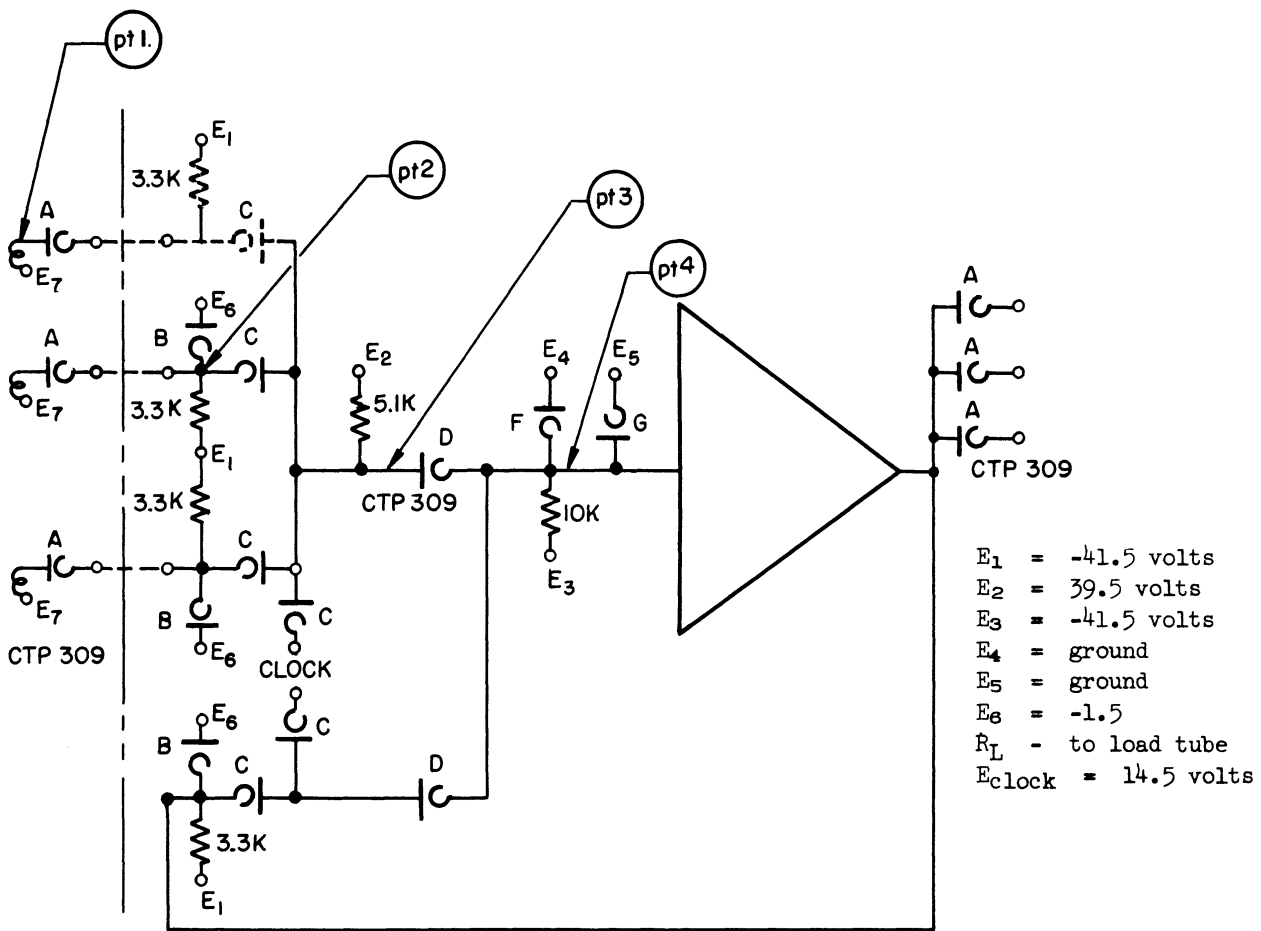 pt1.
E1
3.3K
pt2
A
C
pt3
E7
pt4
E6
A
A
B
C
E2
E4
E5
A
E7
3.3K
5.1K
F
G
A
E1
D
CTP 309
3.3K
CTP 309
10K
A
C
E3
E7
B
C
CTP 309
E6
CLOCK
E6
C
B
C
D
3.3K
E1
E1 = -41.5 volts
E2 = 39.5 volts
E3 = -41.5 volts
E4 = ground
E5 = ground
E6 = -1.5
RL - to load tube
Eclock = 14.5 volts